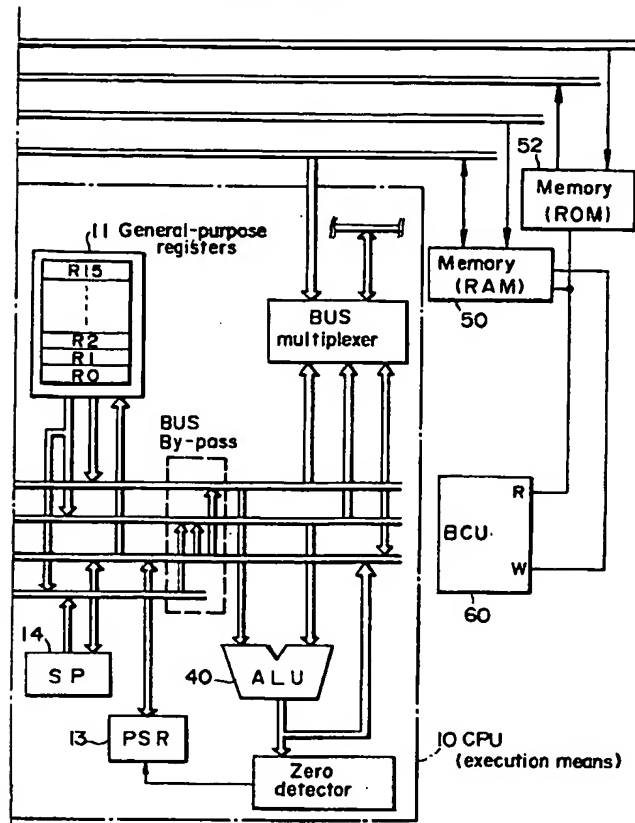 52
Memory
(ROM)
11 General-purpose
registers
R15
R2
R1
R0
Memory
(RAM)
50
BUS
multiplexer
BUS
By-pass
R
BCU
W
60
14
SP
40
ALU
13
PSR
10 CPU
(execution means)
Zero
detector